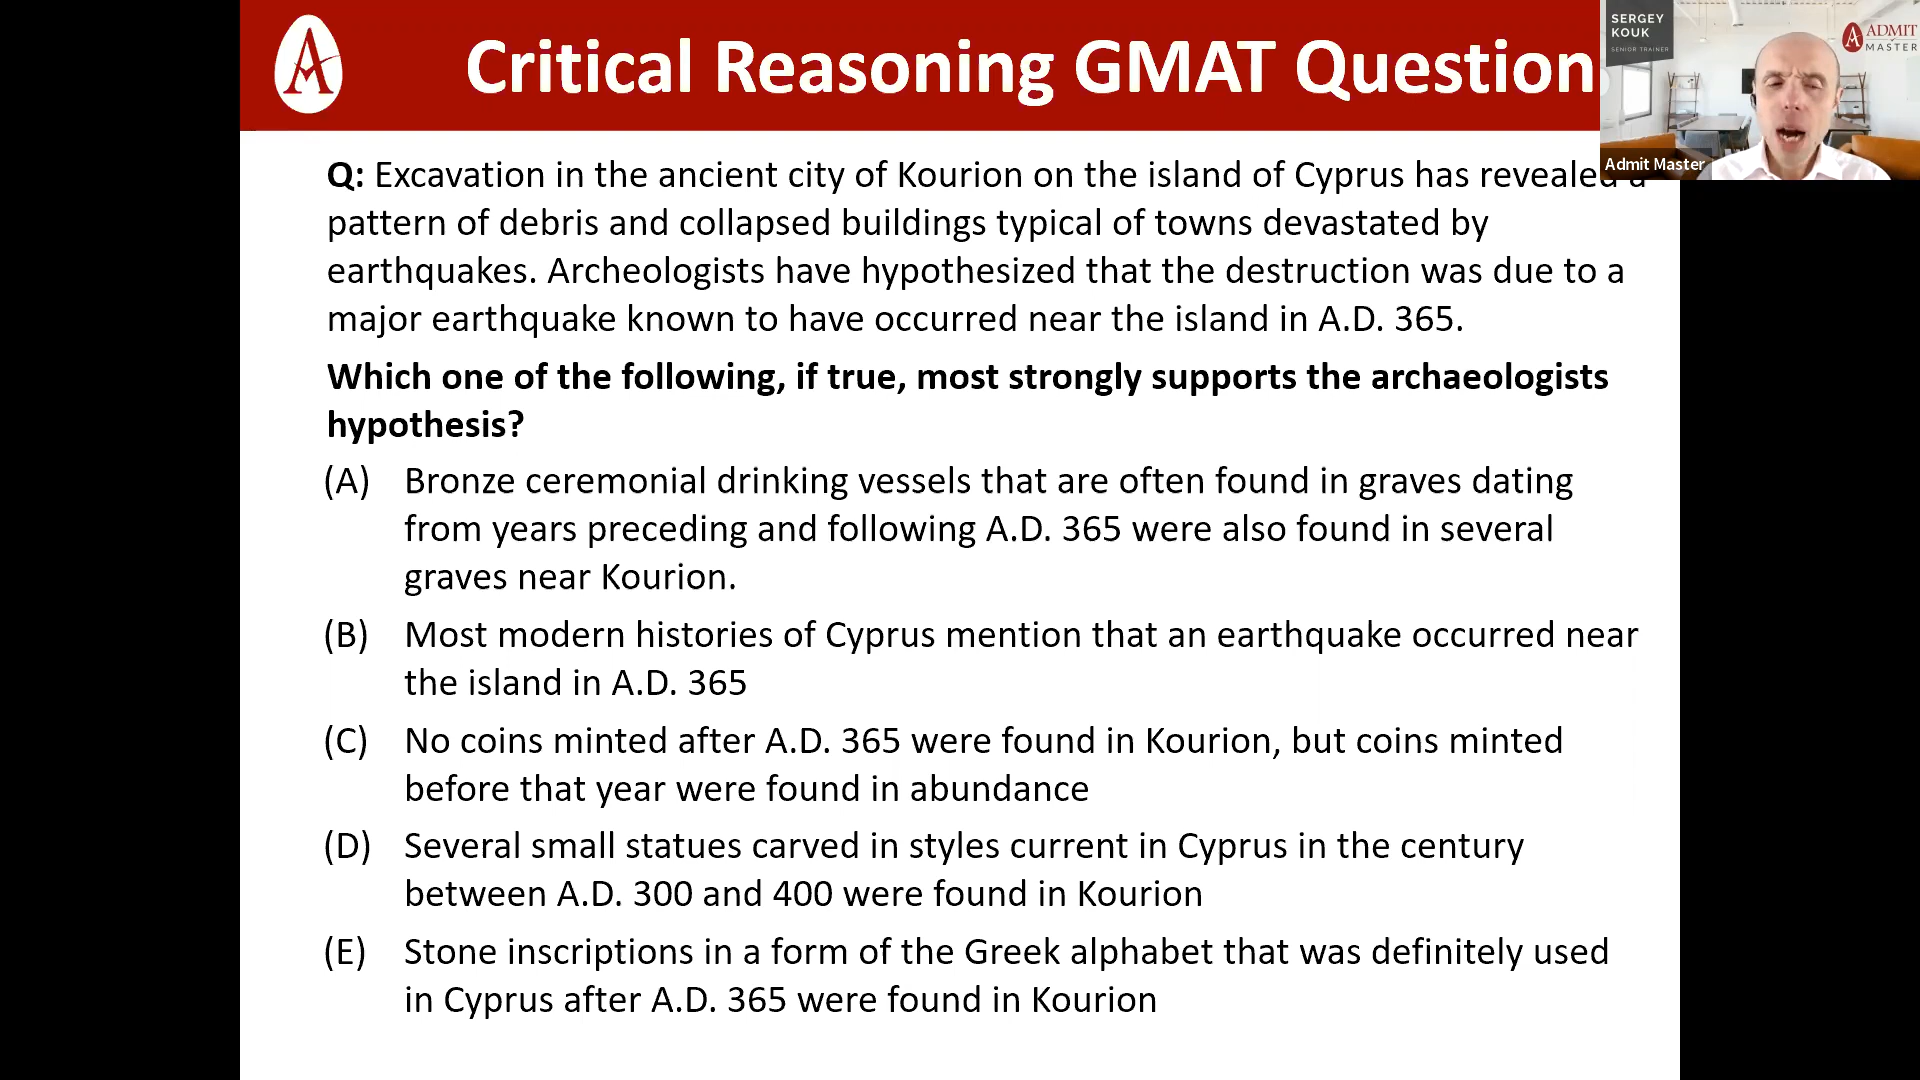 Critical Reasoning GMAT Question
SERGEY
KOUK
SENIOR TRAINER
ADMIT
MASTER
Admit Master
Q: Excavation in the ancient city of Kourion on the island of Cyprus has revealed a
pattern of debris and collapsed buildings typical of towns devastated by
earthquakes. Archeologists have hypothesized that the destruction was due to a
major earthquake known to have occurred near the island in A.D. 365.
Which one of the following, if true, most strongly supports the archaeologists
hypothesis?
(A) Bronze ceremonial drinking vessels that are often found in graves dating
from years preceding and following A.D. 365 were also found in several
graves near Kourion.
(B) Most modern histories of Cyprus mention that an earthquake occurred near
the island in A.D. 365
(C) No coins minted after A.D. 365 were found in Kourion, but coins minted
before that year were found in abundance
(D) Several small statues carved in styles current in Cyprus in the century
between A.D. 300 and 400 were found in Kourion
(E) Stone inscriptions in a form of the Greek alphabet that was definitely used
in Cyprus after A.D. 365 were found in Kourion